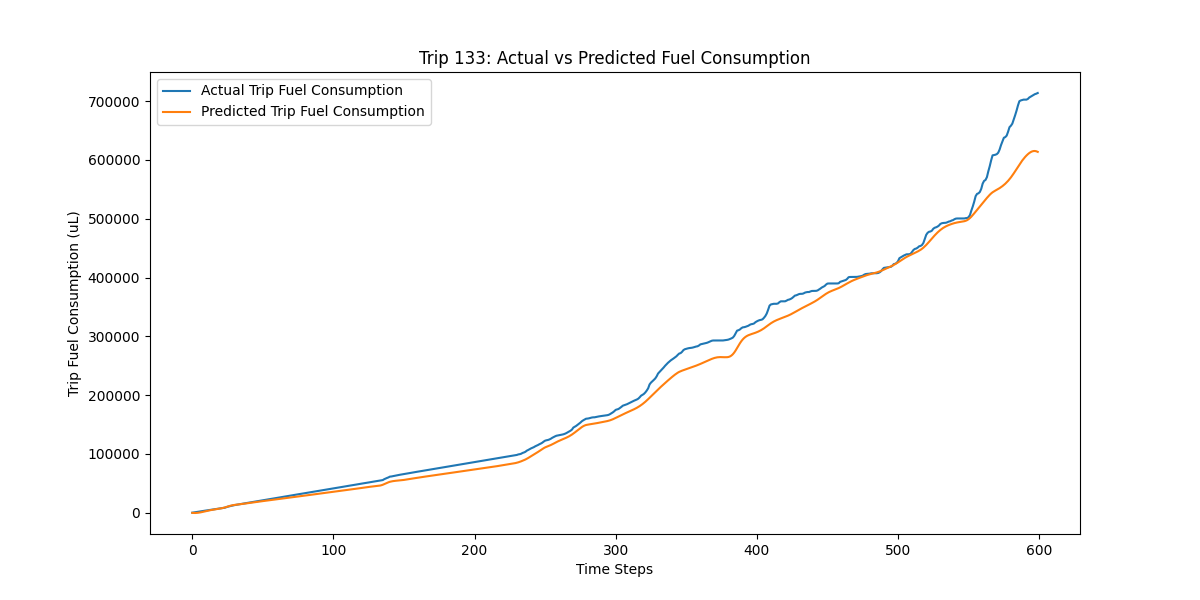 Trip 133: Actual vs Predicted Fuel Consumption
Actual Trip Fuel Consumption
Predicted Trip Fuel Consumption
Trip Fuel Consumption (uL)
700000
600000
500000
400000
300000
200000
100000
0
0 100 200 300 400 500 600
Time Steps